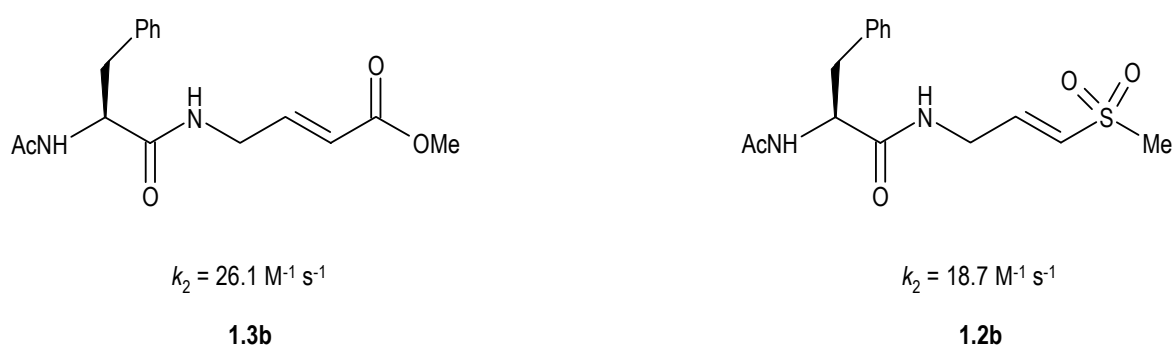 Ph
O
H
N
AcNH
OMe
O
k2 = 26.1 M-1 s-1
1.3b
Ph
O
O
H
N
S
AcNH
Me
O
k2 = 18.7 M-1 s-1
1.2b